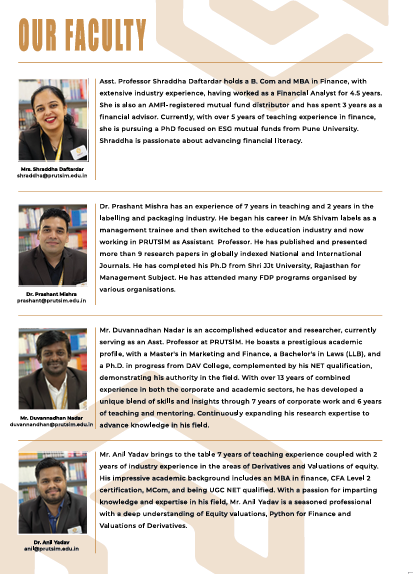 OUR FACULTY
Asst. Professor Shraddha Daftardar holds a B. Com and MBA in Finance, with
extensive industry experience, having worked as a Financial Analyst for 4.5 years.
She is also an AMFI-registered mutual fund distributor and has spent 3 years as a
financial advisor. Currently, with over 5 years of teaching experience in finance,
she is pursuing a PhD focused on ESG mutual funds from Pune University.
Shraddha is passionate about advancing financial literacy.
Mrs. Shraddha Daftardar
shraddha@prutsim.edu.in
Dr. Prashant Mishra has an experience of 7 years in teaching and 2 years in the
labelling and packaging industry. He began his career in M/s Shivam labels as a
management trainee and then switched to the education industry and now
working in PRUTSIM as Assistant Professor. He has published and presented
more than 9 research papers in globally indexed National and International
Journals. He has completed his Ph.D from Shri JJt University, Rajasthan for
Management Subject. He has attended many FDP programs organised by
various organisations.
Dr. Prashant Mishra
prashant@prutsim.edu.in
Mr. Duvannadhan Nadar is an accomplished educator and researcher, currently
serving as an Asst. Professor at PRUTSIM. He boasts a prestigious academic
profile, with a Master's in Marketing and Finance, a Bachelor's in Laws (LLB), and
a Ph.D. in progress from DAV College, complemented by his NET qualification,
demonstrating his authority in the field. With over 13 years of combined
experience in both the corporate and academic sectors, he has developed a
unique blend of skills and insights through 7 years of corporate work and 6 years
of teaching and mentoring. Continuously expanding his research expertise to
advance knowledge in his field.
Mr. Duvannadhan Nadar
duvannandhan@prutsim.edu.in
Mr. Anil Yadav brings to the table 7 years of teaching experience coupled with 2
years of industry experience in the areas of Derivatives and Valuations of equity.
His impressive academic background includes an MBA in finance, CFA Level 2
certification, MCom, and being UGC NET qualified. With a passion for imparting
knowledge and expertise in his field, Mr. Anil Yadav is a seasoned professional
with a deep understanding of Equity valuations, Python for Finance and
Valuations of Derivatives.
Dr. Anil Yadav
anil@prutsim.edu.in